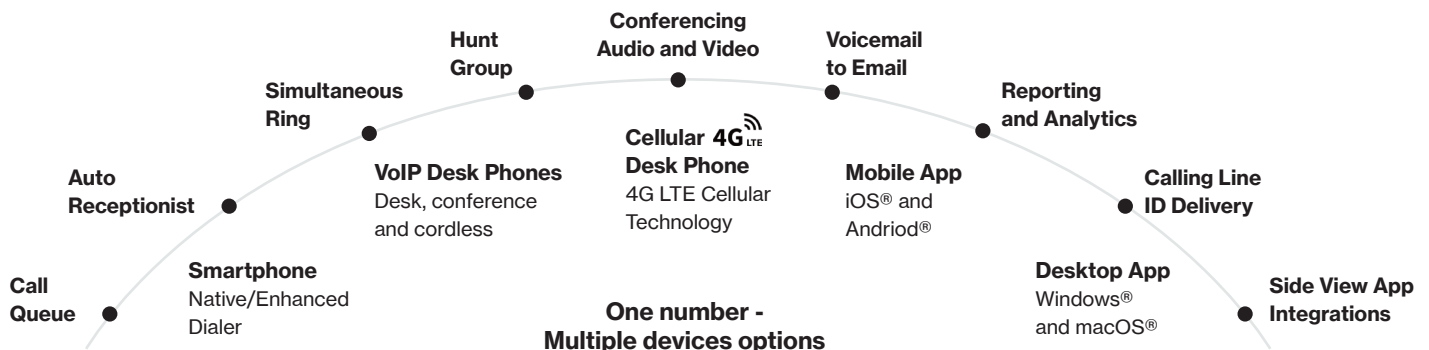 Conferencing
Audio and Video
Hunt
Group
Voicemail
to Email
Simultaneous
Ring
Reporting
and Analytics
Cellular 4G LTE
Desk Phone
4G LTE Cellular
Technology
VoIP Desk Phones
Desk, conference
and cordless
Mobile App
iOS® and
Andriod®
Auto
Receptionist
Calling Line
ID Delivery
Smartphone
Native/Enhanced
Dialer
Desktop App
Windows®
and macOS®
Call
Queue
Side View App
Integrations
One number -
Multiple devices options